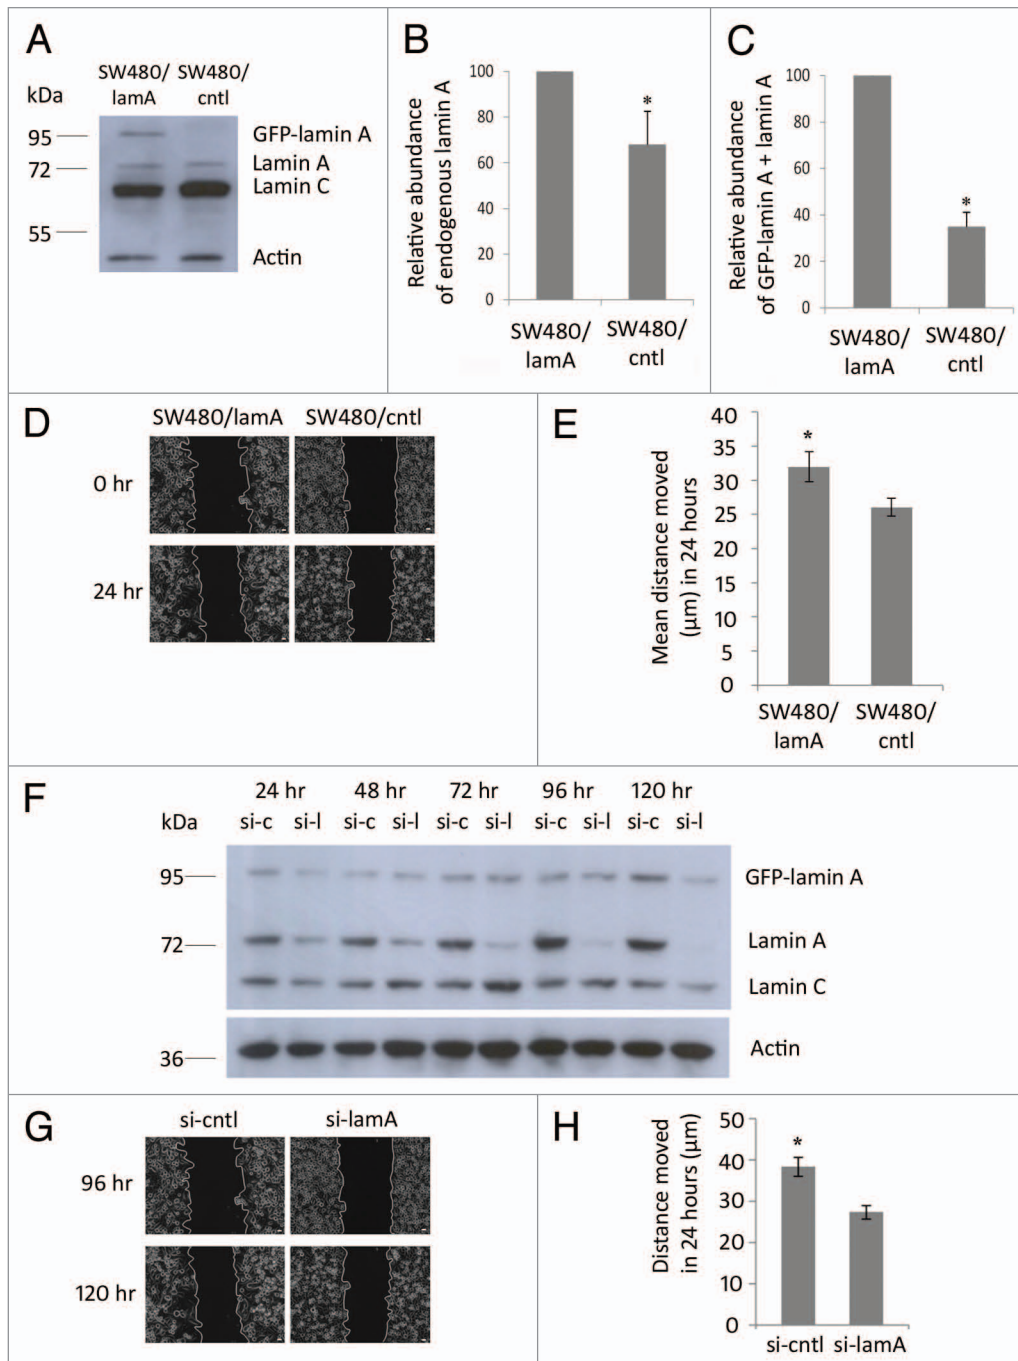 A
SW480/ SW480/
lamA cntl
kDa
95
72
55
GFP-lamin A
Lamin A
Lamin C
Actin
B
Relative abundance
of endogenous lamin A
100
80
60
40
20
0
*
SW480/ SW480/
lamA cntl
C
Relative abundance
of GFP-lamin A + lamin A
100
80
60
40
20
0
*
SW480/ SW480/
lamA cntl
D
SW480/lamA SW480/cntl
0 hr
24 hr
E
Mean distance moved
(µm) in 24 hours
40
35
30
25
20
15
10
5
0
*
SW480/ SW480/
lamA cntl
F
24 hr 48 hr 72 hr 96 hr 120 hr
kDa si-c si-l si-c si-l si-c si-l si-c si-l si-c si-l
95
72
36
GFP-lamin A
Lamin A
Lamin C
Actin
G
si-cntl si-lamA
96 hr
120 hr
H
Distance moved
in 24 hours (µm)
50
40
30
20
10
0
*
si-cntl si-lamA